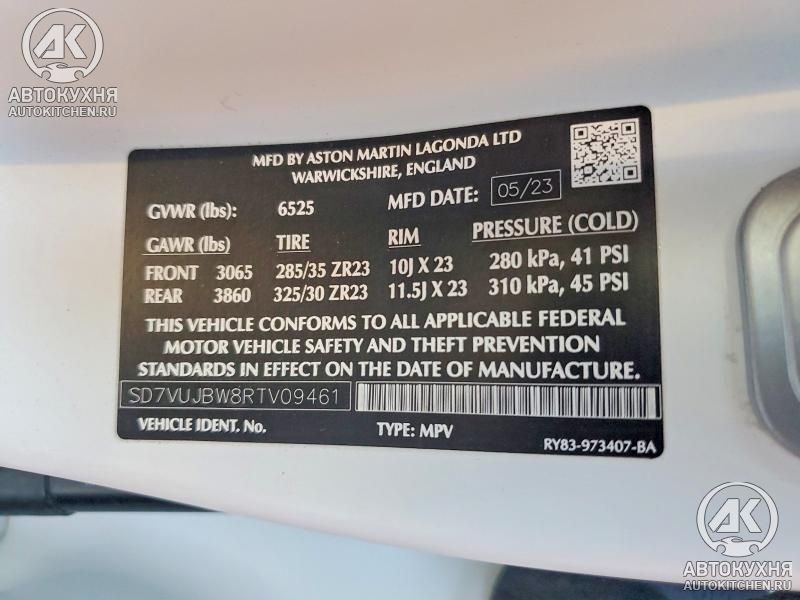 АК
АВТОКУХНЯ
AUTOKITCHEN.RU
MFD BY ASTON MARTIN LAGONDA LTD
WARWICKSHIRE, ENGLAND
GVWR (lbs): 6525 MFD DATE: 05/23
GAWR (lbs) TIRE RIM PRESSURE (COLD)
FRONT 3065 285/35 ZR23 10J X 23 280 kPa, 41 PSI
REAR 3860 325/30 ZR23 11.5J X 23 310 kPa, 45 PSI
THIS VEHICLE CONFORMS TO ALL APPLICABLE FEDERAL
MOTOR VEHICLE SAFETY AND THEFT PREVENTION
STANDARDS IN EFFECT ON THE DATE OF MFD
SD7VUJBW8RTV09461
VEHICLE IDENT. No. TYPE: MPV RY83-973407-BA
АК
АВТОКУХНЯ
AUTOKITCHEN.RU